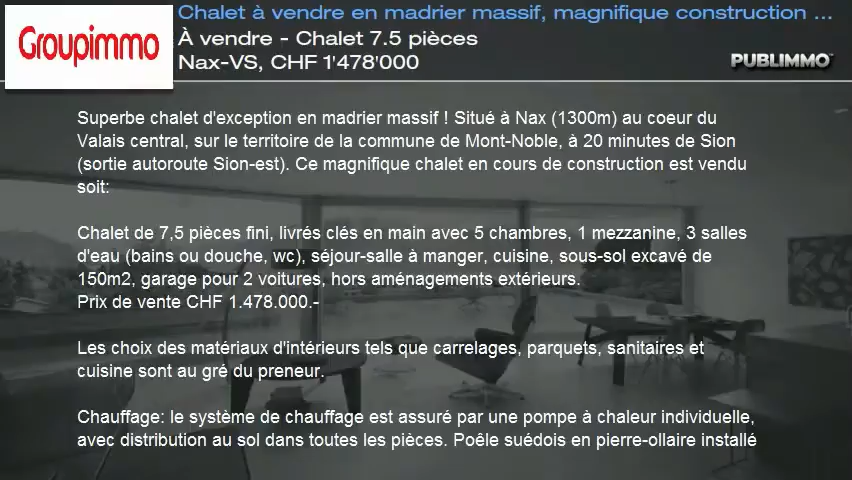 Groupimmo
Chalet à vendre en madrier massif, magnifique construction ...
À vendre - Chalet 7.5 pièces
Nax-VS, CHF 1'478'000
PUBLIMMO
Superbe chalet d'exception en madrier massif ! Situé à Nax (1300m) au coeur du
Valais central, sur le territoire de la commune de Mont-Noble, à 20 minutes de Sion
(sortie autoroute Sion-est). Ce magnifique chalet en cours de construction est vendu
soit:
Chalet de 7,5 pièces fini, livrés clés en main avec 5 chambres, 1 mezzanine, 3 salles
d'eau (bains ou douche, wc), séjour-salle à manger, cuisine, sous-sol excavé de
150m2, garage pour 2 voitures, hors aménagements extérieurs.
Prix de vente CHF 1.478.000.-
Les choix des matériaux d'intérieurs tels que carrelages, parquets, sanitaires et
cuisine sont au gré du preneur.
Chauffage: le système de chauffage est assuré par une pompe à chaleur individuelle,
avec distribution au sol dans toutes les pièces. Poêle suédois en pierre-ollaire installé